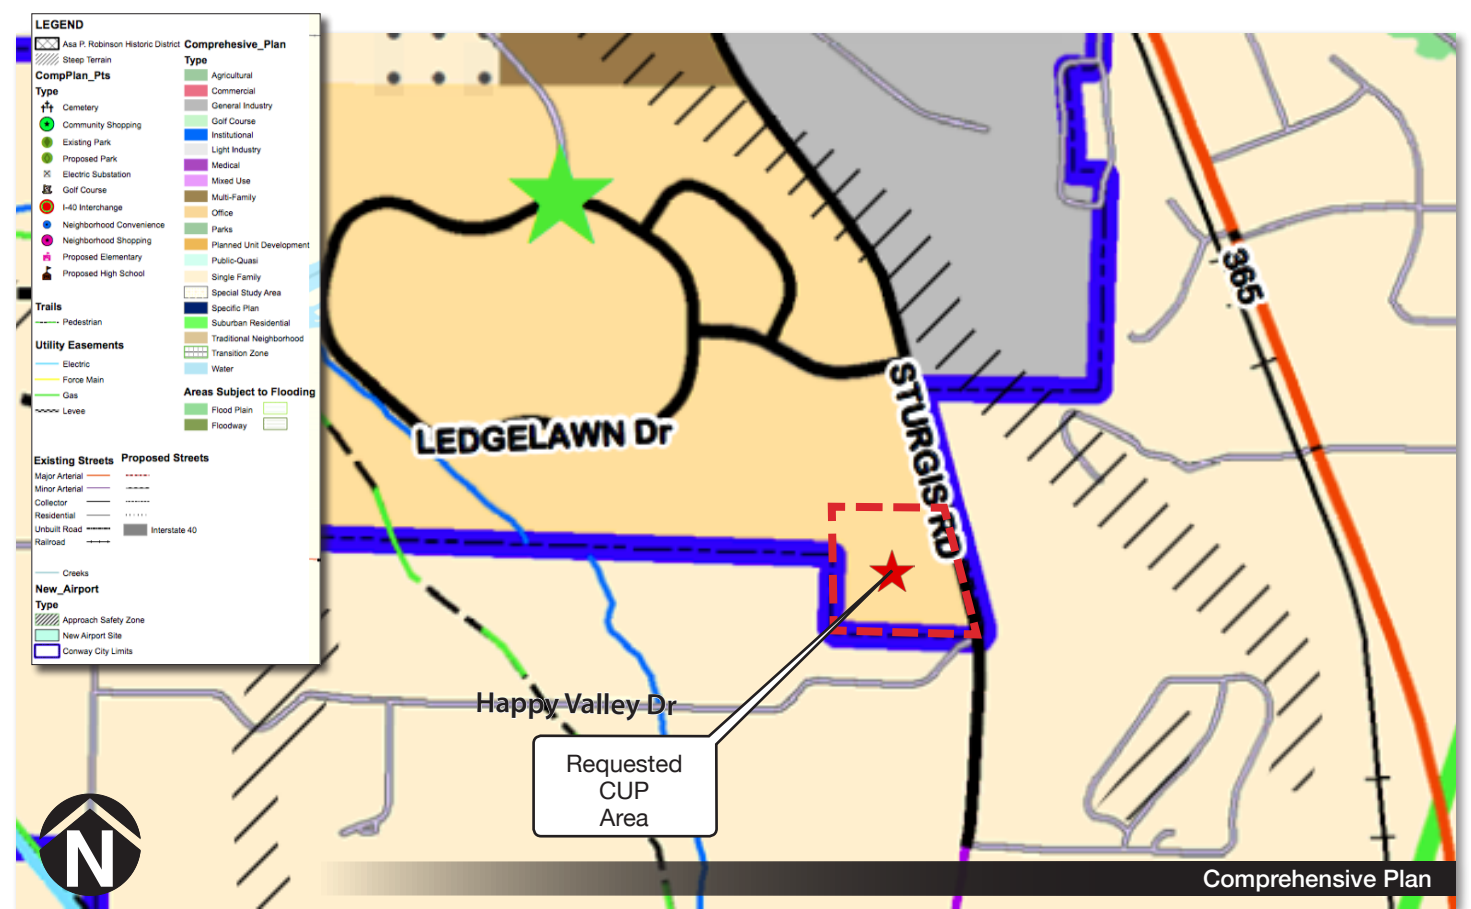 LEGEND
Asa P. Robinson Historic District
Steep Terrain
CompPlan_Pts
Type
Cemetery
Community Shopping
Existing Park
Proposed Park
Electric Substation
Golf Course
I-40 Interchange
Neighborhood Convenience
Neighborhood Shopping
Proposed Elementary
Proposed High School
Trails
Pedestrian
Utility Easements
Electric
Force Main
Gas
Levee
Comprehesive_Plan
Type
Agricultural
Commercial
General Industry
Golf Course
Institutional
Light Industry
Medical
Mixed Use
Multi-Family
Office
Parks
Planned Unit Development
Public-Quasi
Single Family
Special Study Area
Specific Plan
Suburban Residential
Traditional Neighborhood
Transition Zone
Water
Areas Subject to Flooding
Flood Plain
Floodway
Existing Streets
Proposed Streets
Major Arterial
Minor Arterial
Collector
Residential
Unbuilt Road
Interstate 40
Railroad
Creeks
New_Airport
Type
Approach Safety Zone
New Airport Site
Conway City Limits
365
STURGIS RD
LEDGELAWN Dr
Happy Valley Dr
Requested
CUP
Area
N
Comprehensive Plan